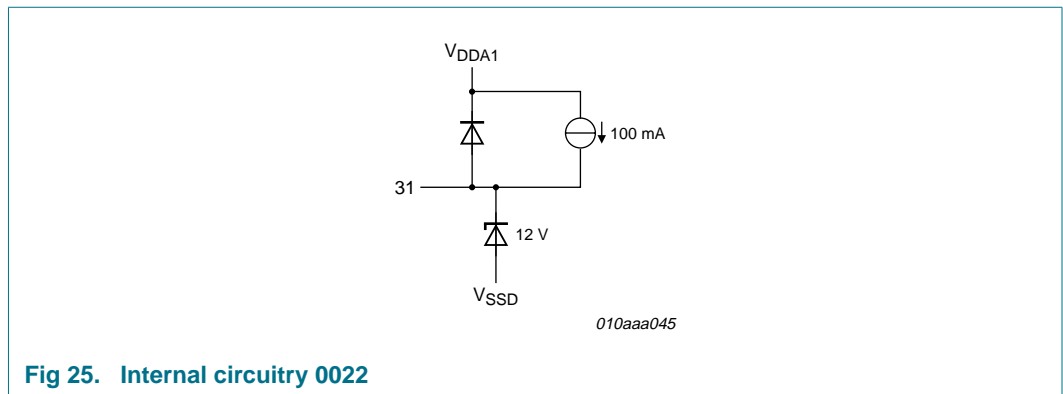 VDDA1
100 mA
31
12 V
VSSD
010aaa045
Fig 25. Internal circuitry 0022